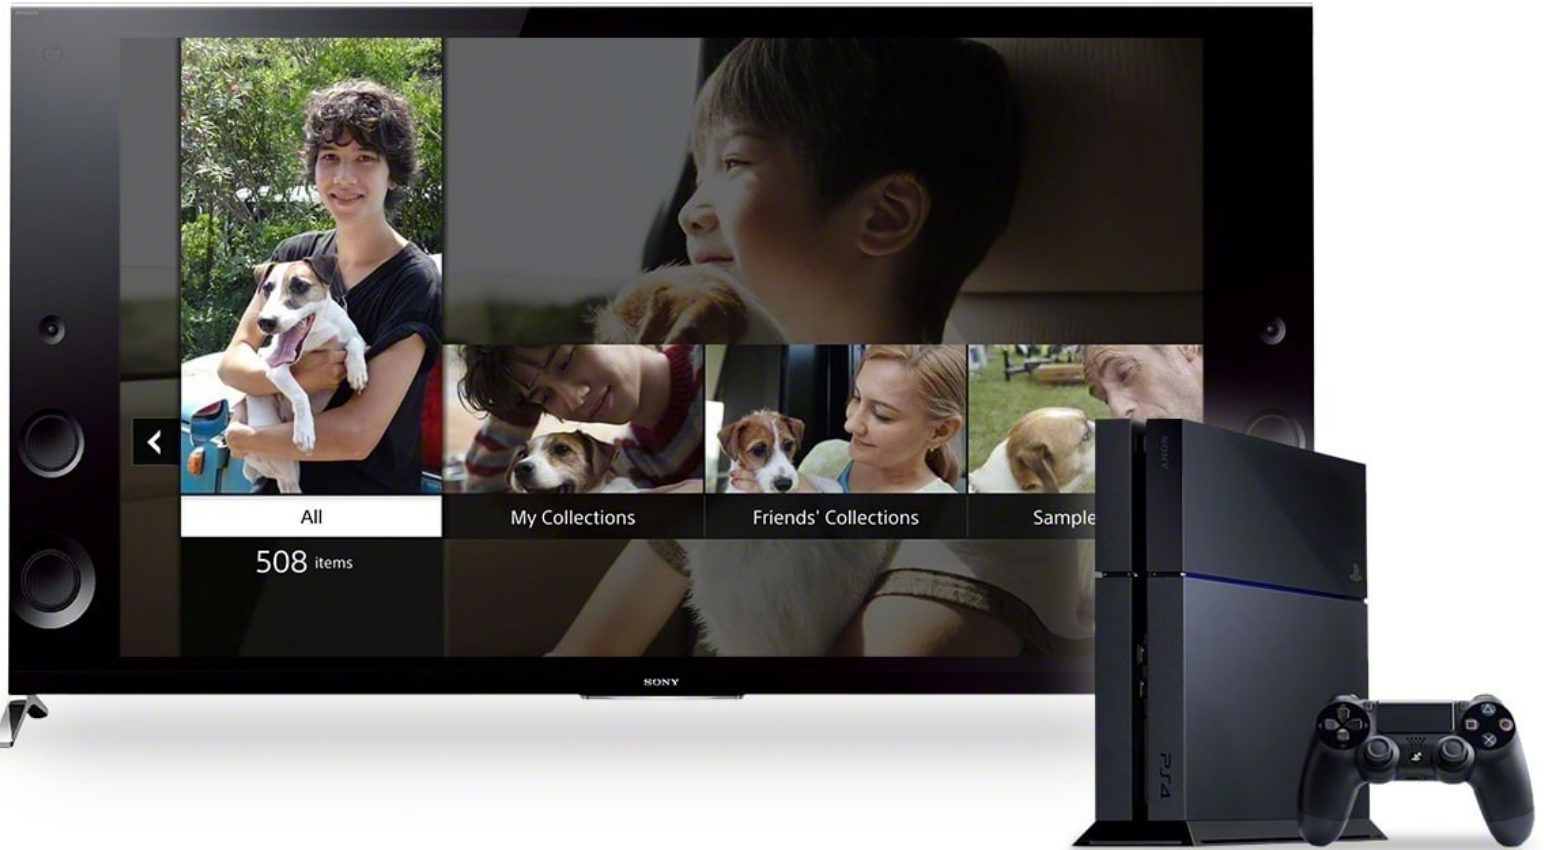 All
My Collections
Friends' Collections
Sample
508 items
SONY
SONY
PS4